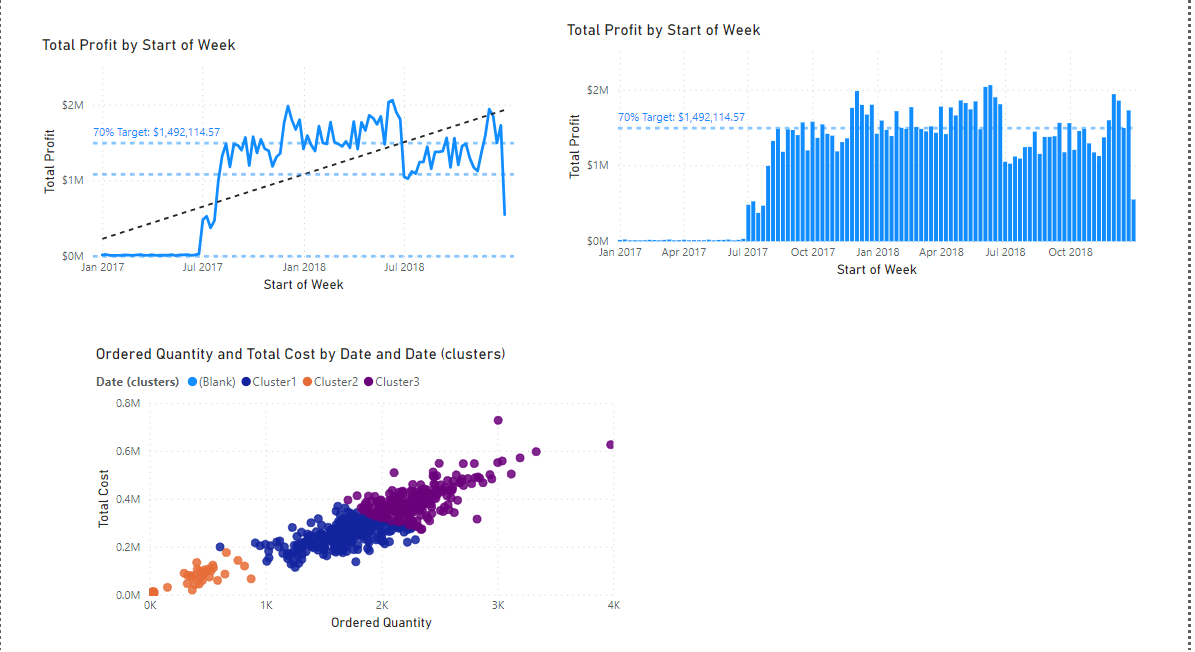 Total Profit by Start of Week
Total Profit
$2M
$1M
$0M
70% Target: $1,492,114.57
Jan 2017 Jul 2017 Jan 2018 Jul 2018
Start of Week
Total Profit by Start of Week
Total Profit
$2M
$1M
$0M
70% Target: $1,492,114.57
Jan 2017 Apr 2017 Jul 2017 Oct 2017 Jan 2018 Apr 2018 Jul 2018 Oct 2018
Start of Week
Ordered Quantity and Total Cost by Date and Date (clusters)
Date (clusters) (Blank) Cluster1 Cluster2 Cluster3
Total Cost
0.8M
0.6M
0.4M
0.2M
0.0M
0K 1K 2K 3K 4K
Ordered Quantity